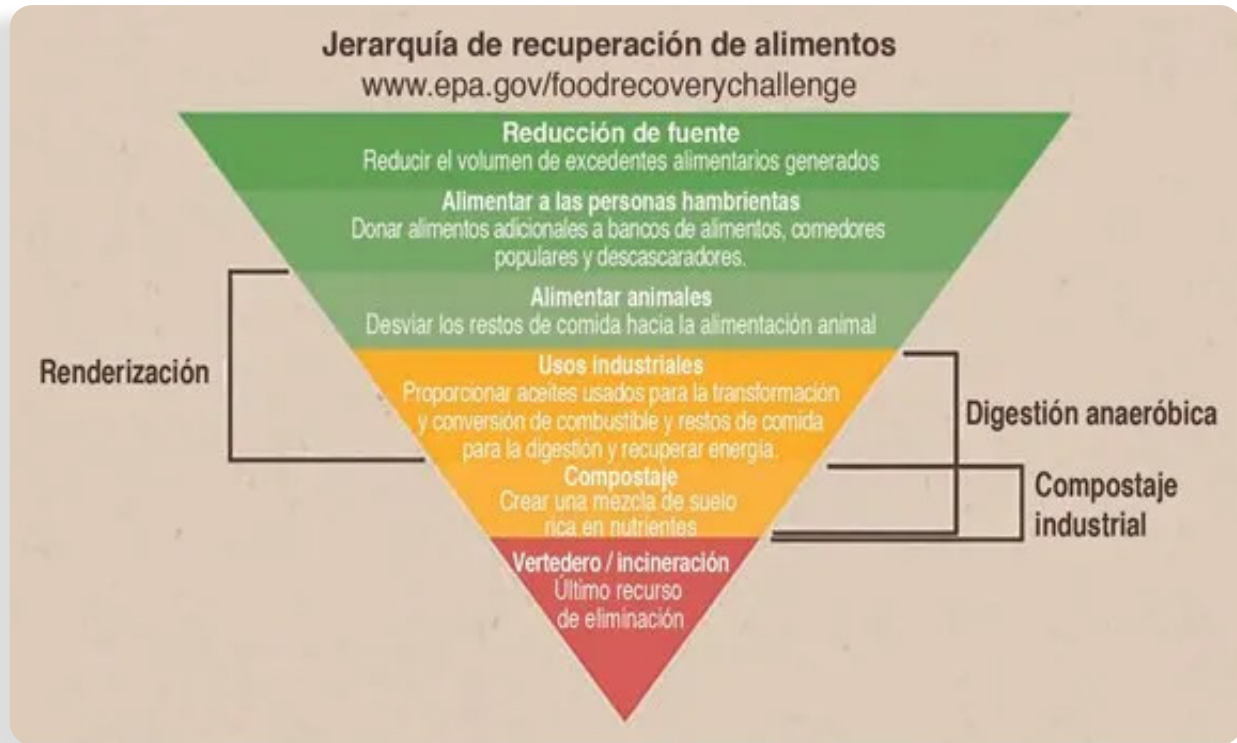 Jerarquía de recuperación de alimentos
www.epa.gov/foodrecoverychallenge
Reducción de fuente
Reducir el volumen de excedentes alimentarios generados
Alimentar a las personas hambrientas
Donar alimentos adicionales a bancos de alimentos, comedores
populares y descascaradores.
Alimentar animales
Desviar los restos de comida hacia la alimentación animal
Usos industriales
Proporcionar aceites usados para la transformación
y conversión de combustible y restos de comida
para la digestión y recuperar energía.
Compostaje
Crear una mezcla de suelo
rica en nutrientes
Vertedero / incineración
Último recurso
de eliminación
Renderización
Digestión anaeróbica
Compostaje
industrial